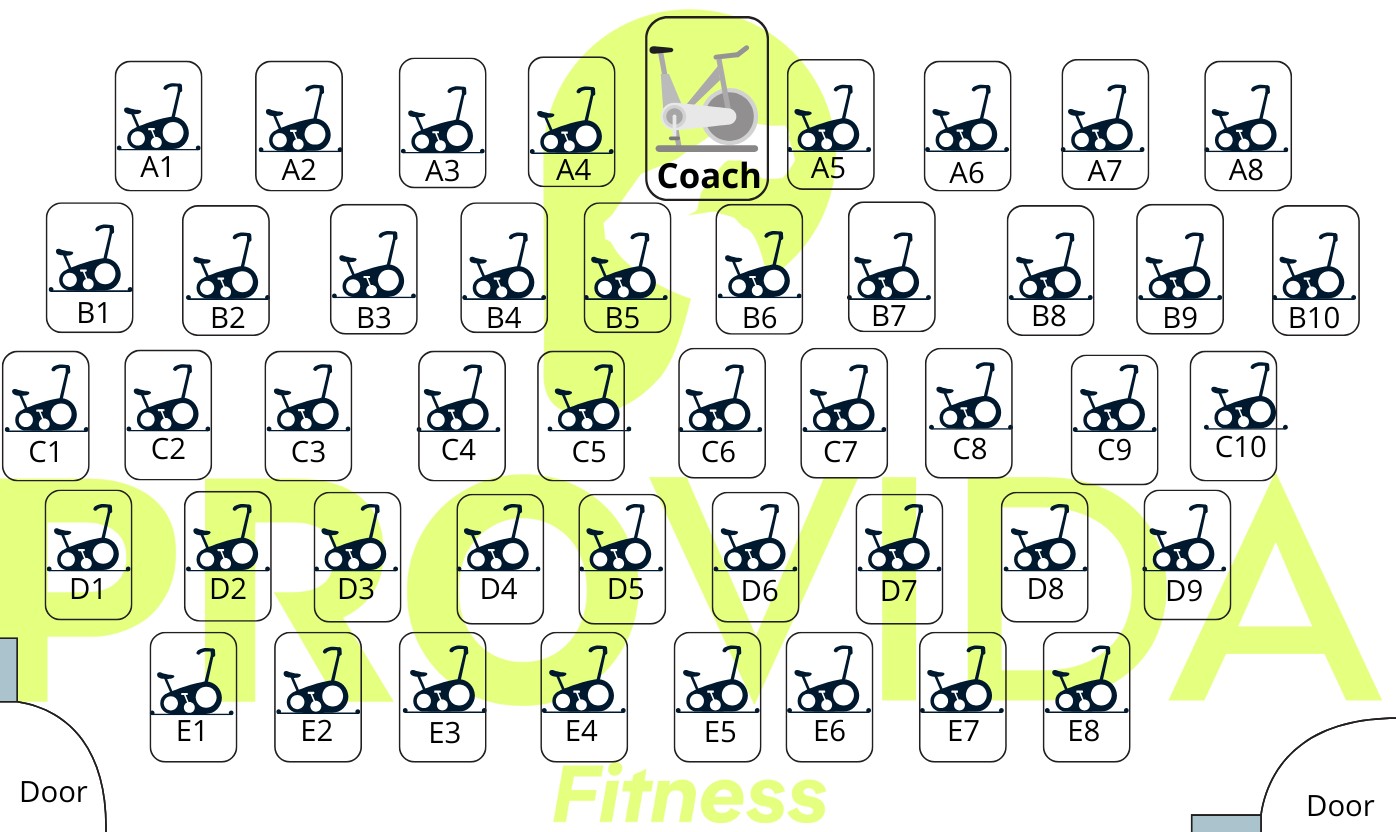 Coach
A1 A2 A3 A4 A5 A6 A7 A8
B1 B2 B3 B4 B5 B6 B7 B8 B9 B10
C1 C2 C3 C4 C5 C6 C7 C8 C9 C10
D1 D2 D3 D4 D5 D6 D7 D8 D9
PROVIDA
E1 E2 E3 E4 E5 E6 E7 E8
Door
Fitness
Door